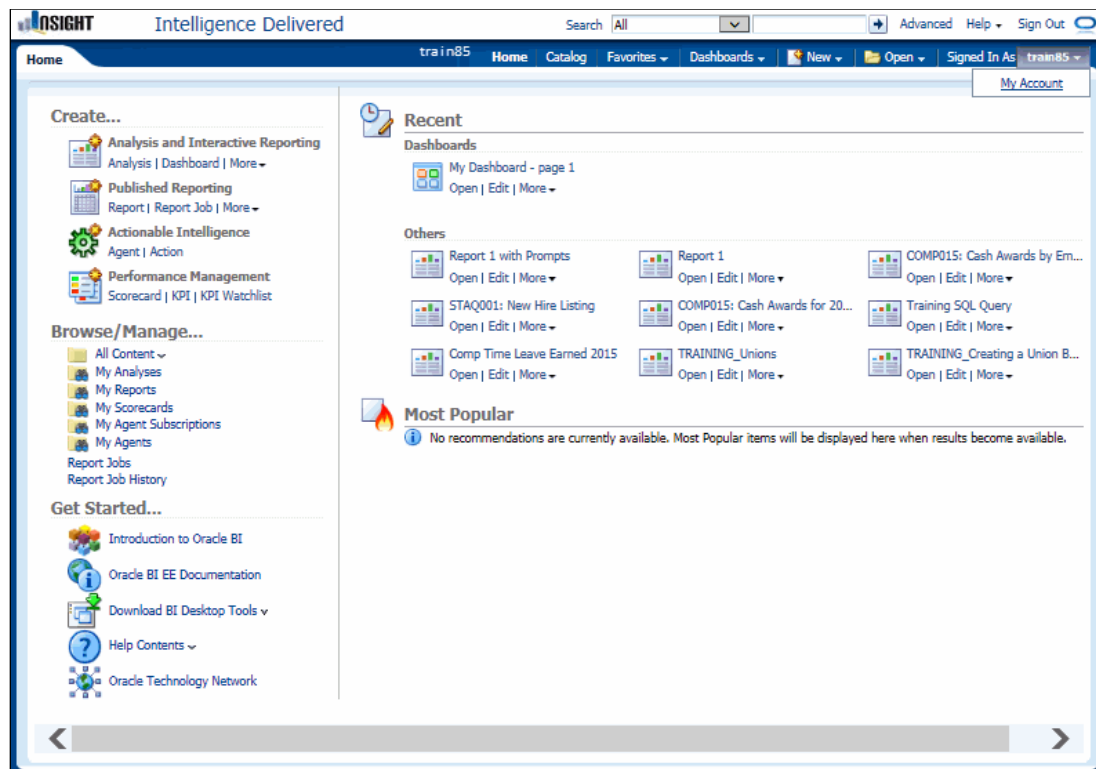 INSIGHT Intelligence Delivered Search All Advanced Help Sign Out
Home train85 Home Catalog Favorites Dashboards New Open Signed In As train85
My Account
Create...
Analysis and Interactive Reporting
Analysis | Dashboard | More
Published Reporting
Report | Report Job | More
Actionable Intelligence
Agent | Action
Performance Management
Scorecard | KPI | KPI Watchlist
Browse/Manage...
All Content
My Analyses
My Reports
My Scorecards
My Agent Subscriptions
My Agents
Report Jobs
Report Job History
Get Started...
Introduction to Oracle BI
Oracle BI EE Documentation
Download BI Desktop Tools
Help Contents
Oracle Technology Network
Recent
Dashboards
My Dashboard - page 1
Open | Edit | More
Others
Report 1 with Prompts Report 1 COMP015: Cash Awards by Em...
Open | Edit | More Open | Edit | More Open | Edit | More
STAQ001: New Hire Listing COMP015: Cash Awards for 20... Training SQL Query
Open | Edit | More Open | Edit | More Open | Edit | More
Comp Time Leave Earned 2015 TRAINING_Unions TRAINING_Creating a Union B...
Open | Edit | More Open | Edit | More Open | Edit | More
Most Popular
No recommendations are currently available. Most Popular items will be displayed here when results become available.